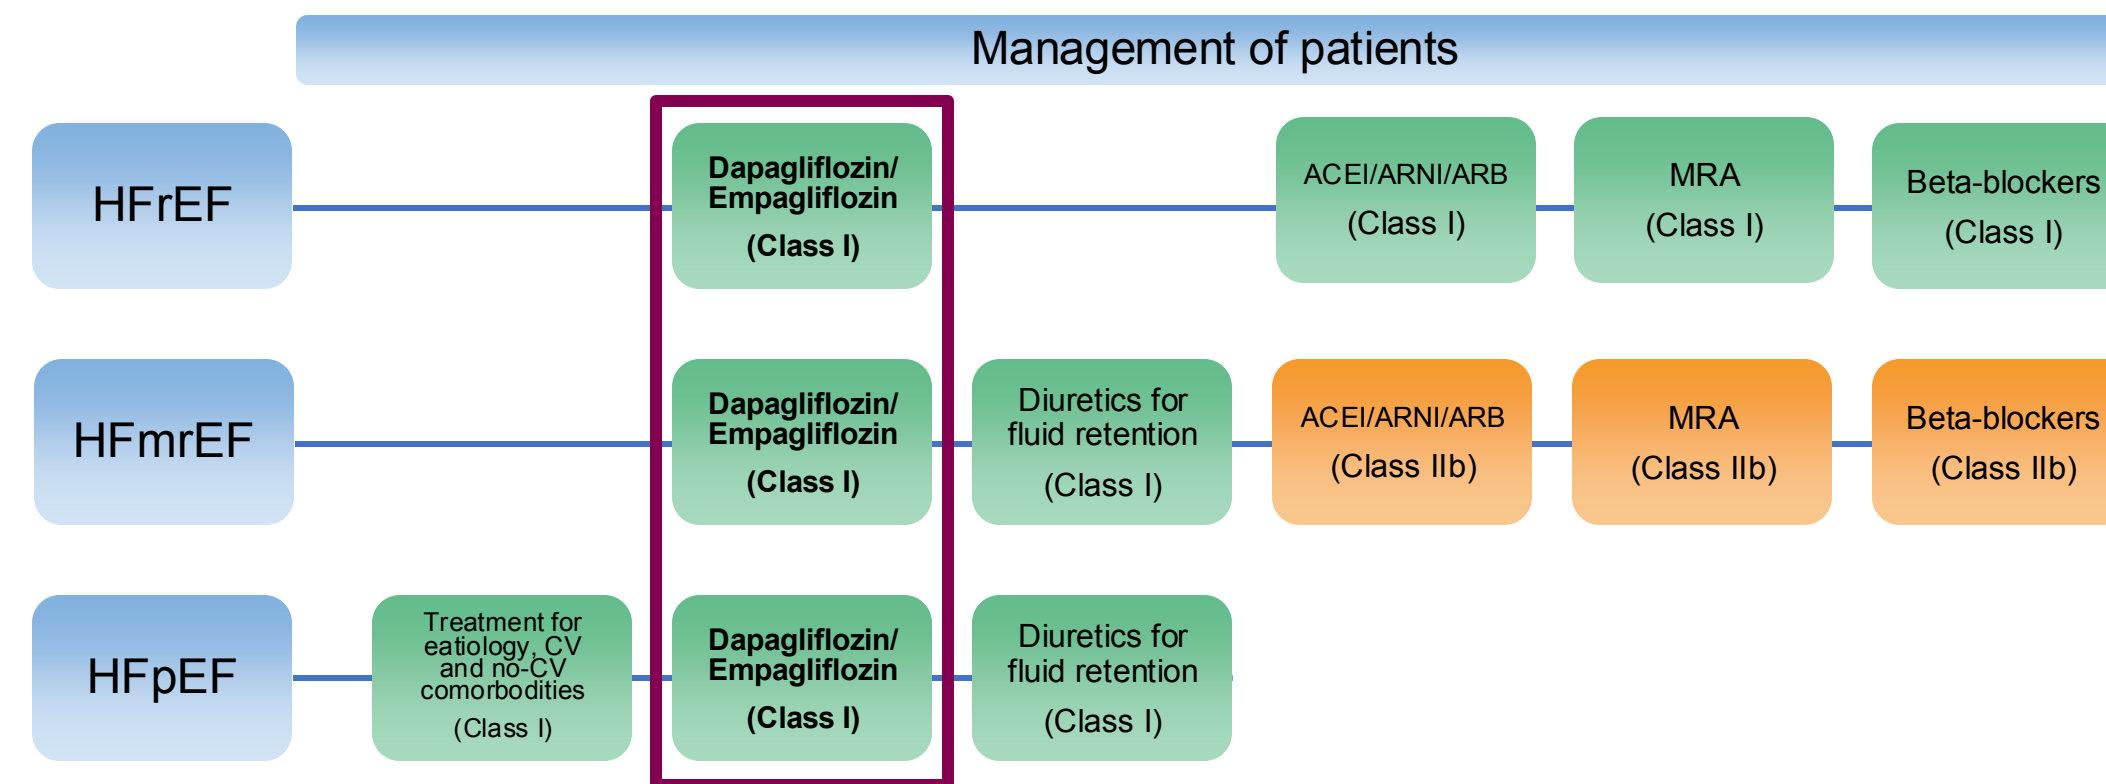 Management of patients
HFrEF
Dapagliflozin/
Empagliflozin
(Class I)
ACEI/ARNI/ARB
(Class I)
MRA
(Class I)
Beta-blockers
(Class I)
HFmrEF
Dapagliflozin/
Empagliflozin
(Class I)
Diuretics for
fluid retention
(Class I)
ACEI/ARNI/ARB
(Class IIb)
MRA
(Class IIb)
Beta-blockers
(Class IIb)
HFpEF
Treatment for
eatiology, CV
and no-CV
comorbodities
(Class I)
Dapagliflozin/
Empagliflozin
(Class I)
Diuretics for
fluid retention
(Class I)